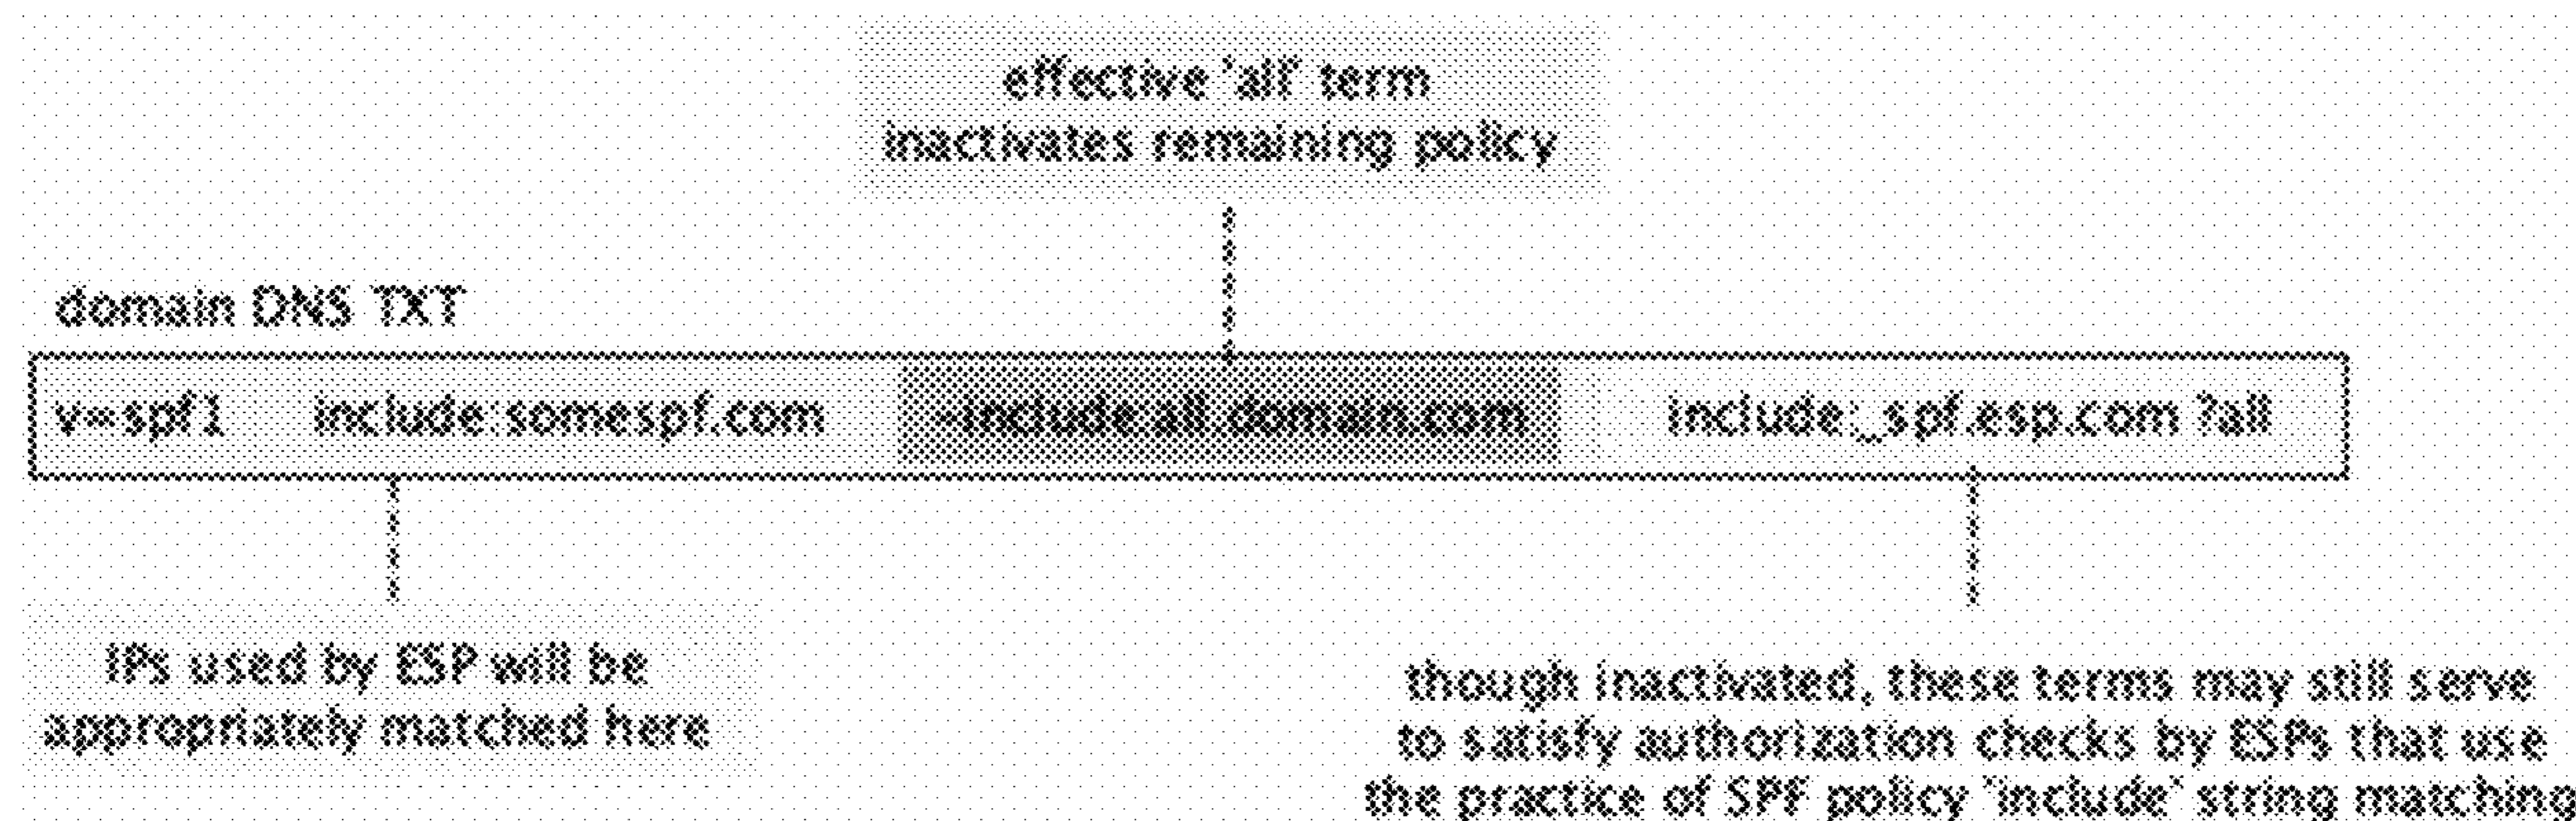 effective `all` term
inactivates remaining policy
domain DNS TXT
v=spf1 include:somespf.com -include:all.domain.com include:_spf.esp.com ?all
IPs used by ESP will be
appropriately matched here
though inactivated, these terms may still serve
to satisfy authorization checks by ESPs that use
the practice of SPF policy `include` string matching